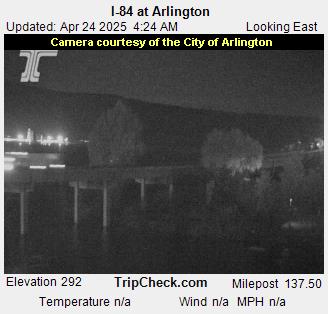 I-84 at Arlington
Updated: Apr 24 2025 4:24 AM Looking East
Camera courtesy of the City of Arlington
Elevation 292 TripCheck.com Milepost 137.50
Temperature n/a Wind n/a MPH n/a